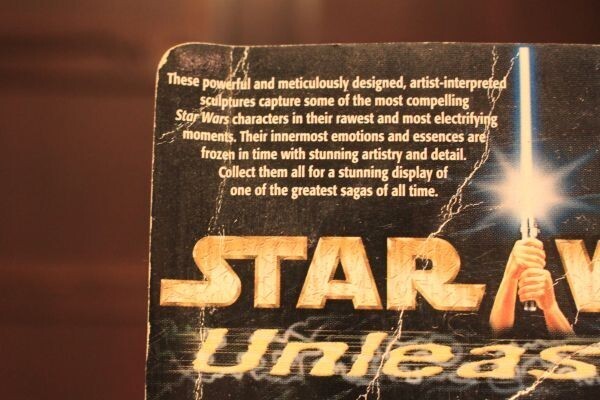 These powerful and meticulously designed, artist-interpreted
sculptures capture some of the most compelling
Star Wars characters in their rawest and most electrifying
moments. Their innermost emotions and essences are
frozen in time with stunning artistry and detail.
Collect them all for a stunning display of
one of the greatest sagas of all time.
STAR W
Unleas